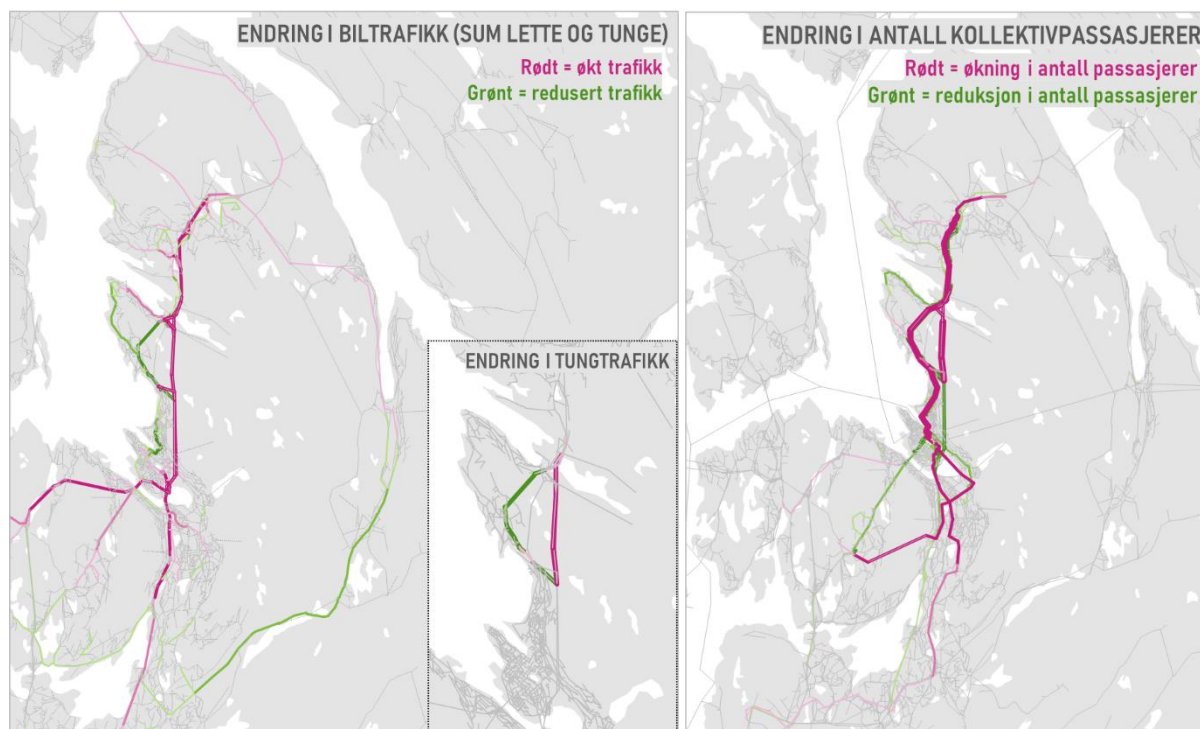 ENDRING I BILTRAFIKK (SUM LETTE OG TUNGE)
Rødt = økt trafikk
Grønt = redusert trafikk
ENDRING I TUNGTRAFIKK
ENDRING I ANTALL KOLLEKTIVPASSASJERER
Rødt = økning i antall passasjerer
Grønt = reduksjon i antall passasjerer